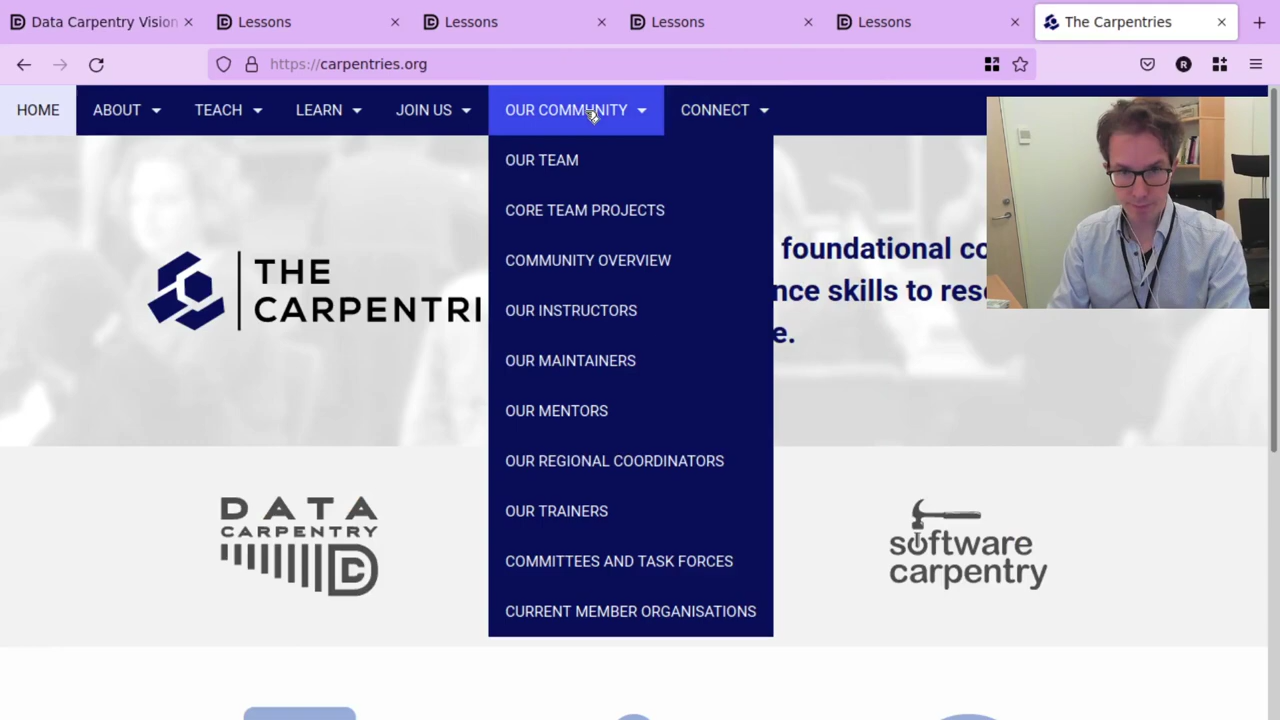 Data Carpentry Vision
Lessons
Lessons
Lessons
Lessons
The Carpentries
https://carpentries.org
HOME
ABOUT
TEACH
LEARN
JOIN US
OUR COMMUNITY
CONNECT
OUR TEAM
CORE TEAM PROJECTS
COMMUNITY OVERVIEW
OUR INSTRUCTORS
OUR MAINTAINERS
OUR MENTORS
OUR REGIONAL COORDINATORS
OUR TRAINERS
COMMITTEES AND TASK FORCES
CURRENT MEMBER ORGANISATIONS
THE
CARPENTRI
foundational co
nce skills to rese
e.
DATA
CARPENTRY
software
carpentry